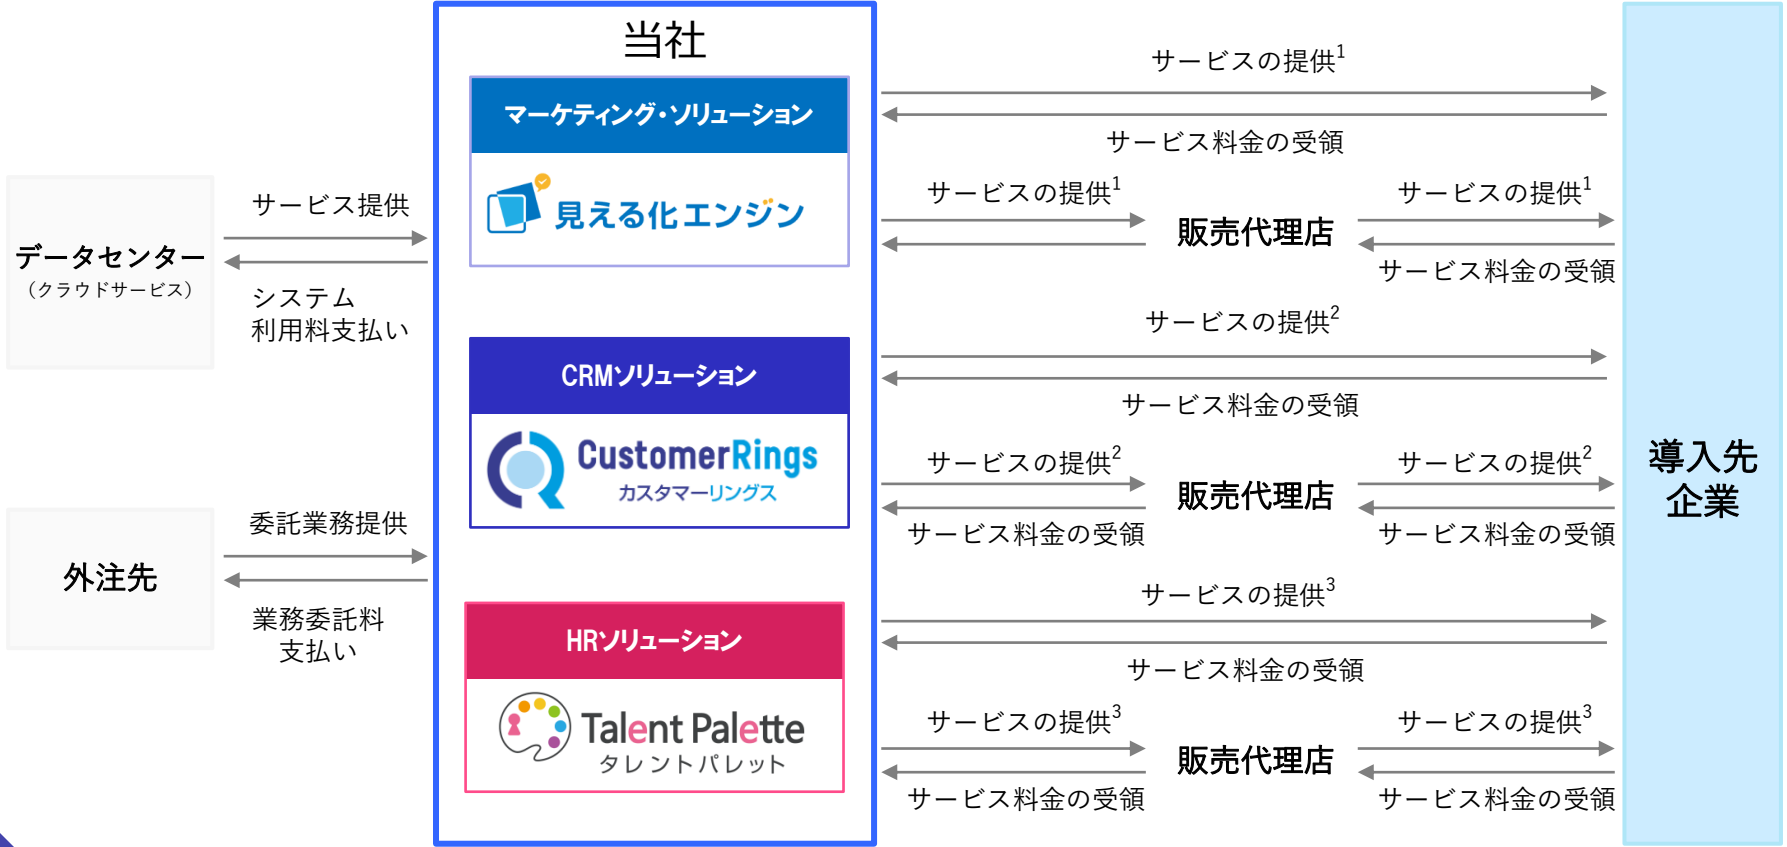 当社
マーケティング・ソリューション
見える化エンジン
CRMソリューション
CustomerRings
カスタマーリングス
HRソリューション
Talent Palette
タレントパレット
データセンター
（クラウドサービス）
サービス提供
システム
利用料支払い
外注先
委託業務提供
業務委託料
支払い
サービスの提供1
サービス料金の受領
サービスの提供1
販売代理店
サービスの提供1
サービス料金の受領
サービスの提供2
サービス料金の受領
サービスの提供2
サービス料金の受領
販売代理店
サービスの提供2
サービス料金の受領
サービスの提供3
サービス料金の受領
サービスの提供3
サービス料金の受領
販売代理店
サービスの提供3
サービス料金の受領
導入先
企業